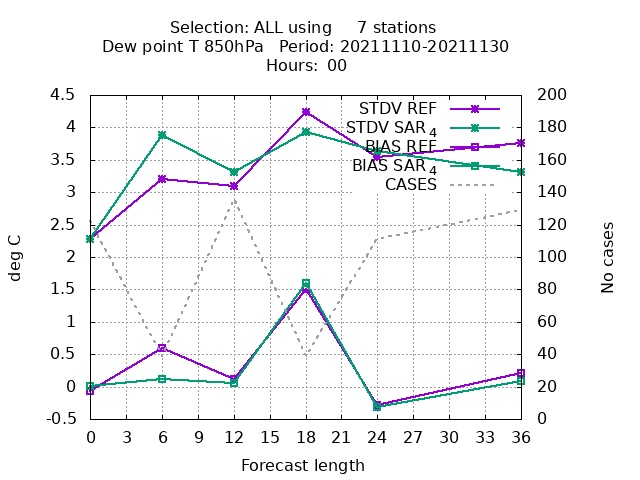 Selection: ALL using     7 stations
Dew point T 850hPa   Period: 20211110-20211130
Hours: 00
4.5 200
STDV REF
4 180
STDV SAR 4
BIAS REF
3.5 160
BIAS SAR 4
CASES
3 140
2.5 120
2 100
deg C
No cases
1.5 80
1 60
0.5 40
0 20
-0.5 0
0 3 6 9 12 15 18 21 24 27 30 33 36
Forecast length